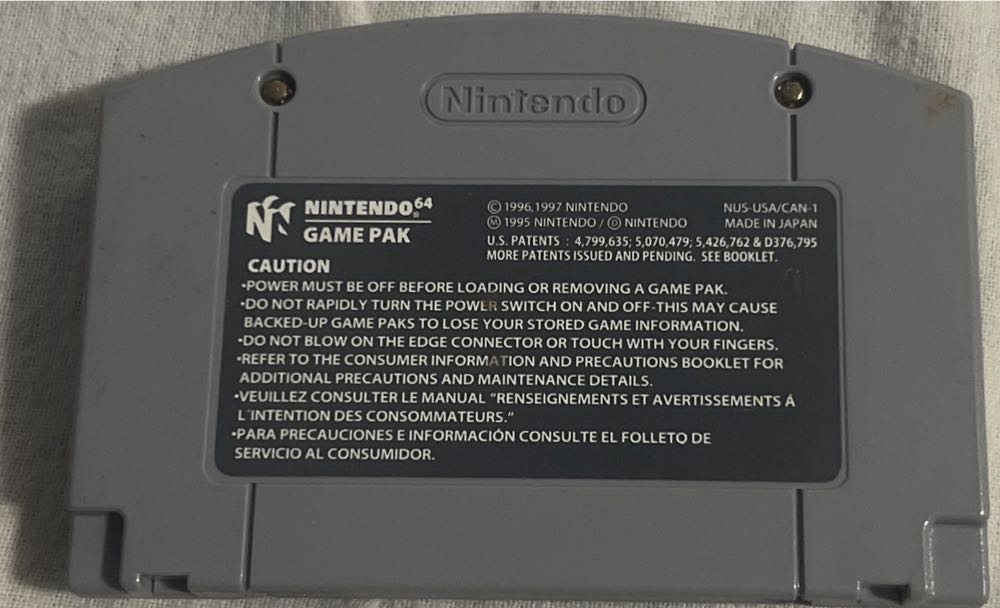 Nintendo
NINTENDO64®
GAME PAK
© 1996,1997 NINTENDO
Ⓜ 1995 NINTENDO / Ⓓ NINTENDO
NUS-USA/CAN-1
MADE IN JAPAN
U.S. PATENTS : 4,799,635; 5,070,479; 5,426,762 & D376,795
MORE PATENTS ISSUED AND PENDING. SEE BOOKLET.
CAUTION
•POWER MUST BE OFF BEFORE LOADING OR REMOVING A GAME PAK.
•DO NOT RAPIDLY TURN THE POWER SWITCH ON AND OFF-THIS MAY CAUSE
BACKED-UP GAME PAKS TO LOSE YOUR STORED GAME INFORMATION.
•DO NOT BLOW ON THE EDGE CONNECTOR OR TOUCH WITH YOUR FINGERS.
•REFER TO THE CONSUMER INFORMATION AND PRECAUTIONS BOOKLET FOR
ADDITIONAL PRECAUTIONS AND MAINTENANCE DETAILS.
•VEUILLEZ CONSULTER LE MANUAL "RENSEIGNEMENTS ET AVERTISSEMENTS À
L'INTENTION DES CONSOMMATEURS."
•PARA PRECAUCIONES E INFORMACIÓN CONSULTE EL FOLLETO DE
SERVICIO AL CONSUMIDOR.